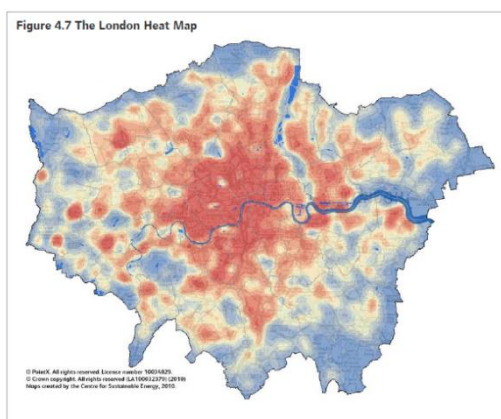 Figure 4.7 The London Heat Map
© PointX. All rights reserved. Licence number 10034829.
© Crown copyright. All rights reserved (LA100032379) (2010)
Maps created by the Centre for Sustainable Energy, 2010.